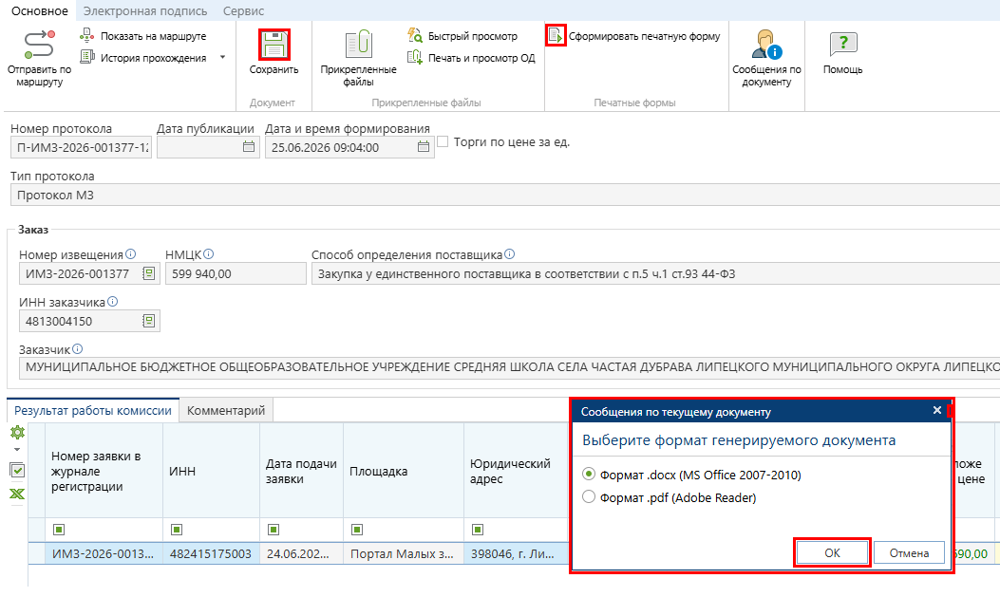 Основное Электронная подпись Сервис
Отправить по маршруту
Показать на маршруте
История прохождения
Сохранить
Документ
Прикрепленные файлы
Быстрый просмотр
Печать и просмотр ОД
Прикрепленные файлы
Сформировать печатную форму
Печатные формы
Сообщения по документу
Помощь
Номер протокола Дата публикации Дата и время формирования
П-ИМЗ-2026-001377-12 25.06.2026 09:04:00 Торги по цене за ед.
Тип протокола
Протокол МЗ
Заказ
Номер извещения НМЦК Способ определения поставщика
ИМЗ-2026-001377 599 940,00 Закупка у единственного поставщика в соответствии с п.5 ч.1 ст.93 44-ФЗ
ИНН заказчика
4813004150
Заказчик
МУНИЦИПАЛЬНОЕ БЮДЖЕТНОЕ ОБЩЕОБРАЗОВАТЕЛЬНОЕ УЧРЕЖДЕНИЕ СРЕДНЯЯ ШКОЛА СЕЛА ЧАСТАЯ ДУБРАВА ЛИПЕЦКОГО МУНИЦИПАЛЬНОГО ОКРУГА ЛИПЕЦКО
Результат работы комиссии Комментарий
Номер заявки в журнале регистрации
ИНН
Дата подачи заявки
Площадка
Юридический адрес
ложе
цене
ИМЗ-2026-0013... 482415175003 24.06.202... Портал Малых з... 398046, г. Ли... 590,00
Сообщения по текущему документу
Выберите формат генерируемого документа
Формат .docx (MS Office 2007-2010)
Формат .pdf (Adobe Reader)
ОК Отмена